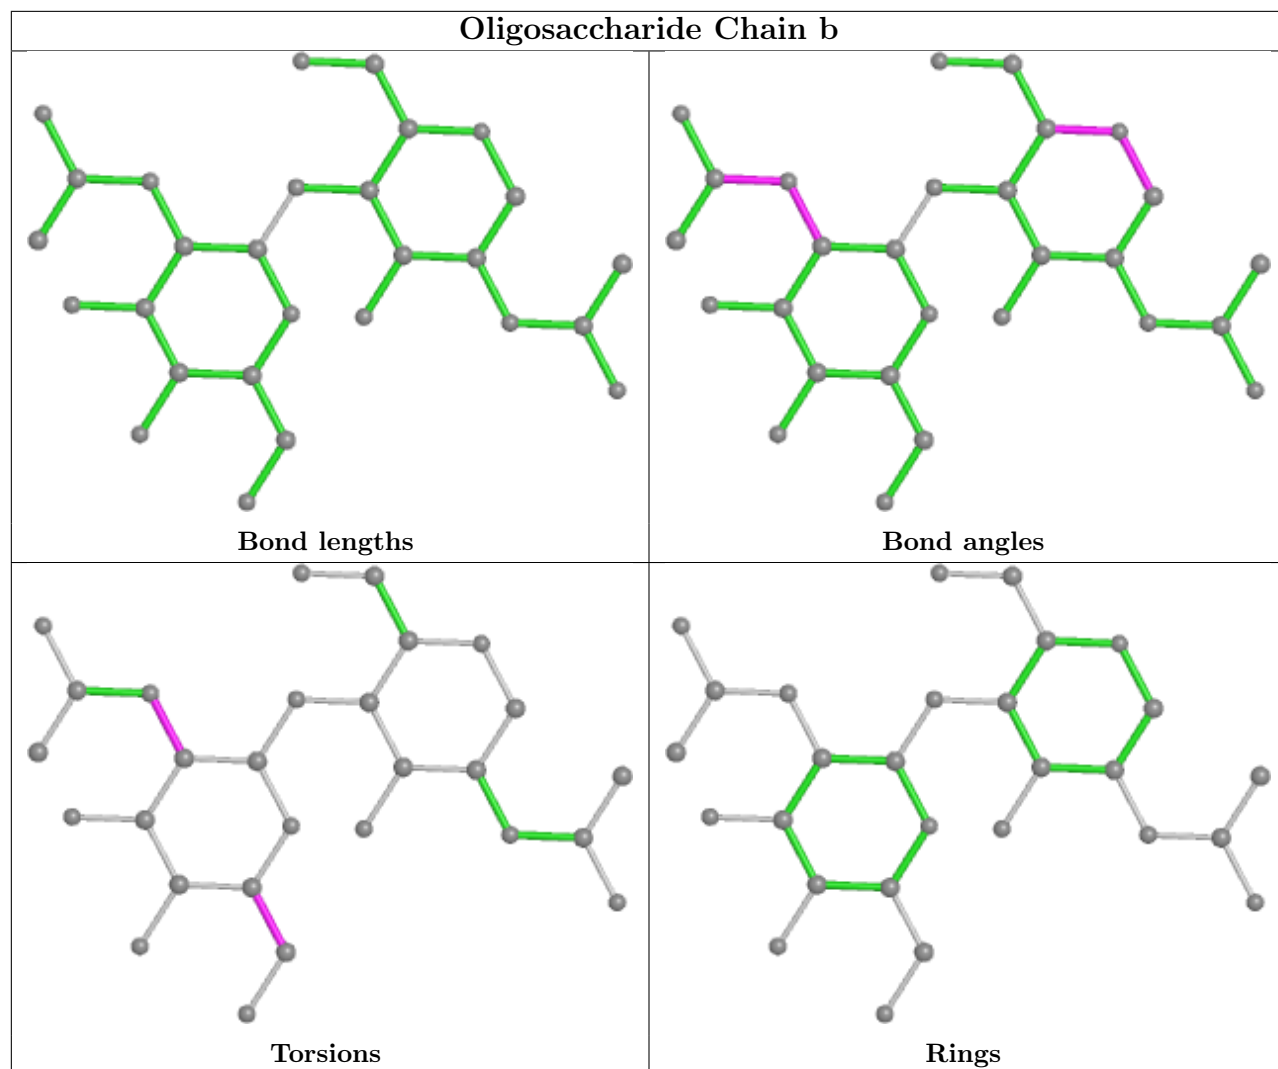 Oligosaccharide Chain b
Bond lengths
Bond angles
Torsions
Rings